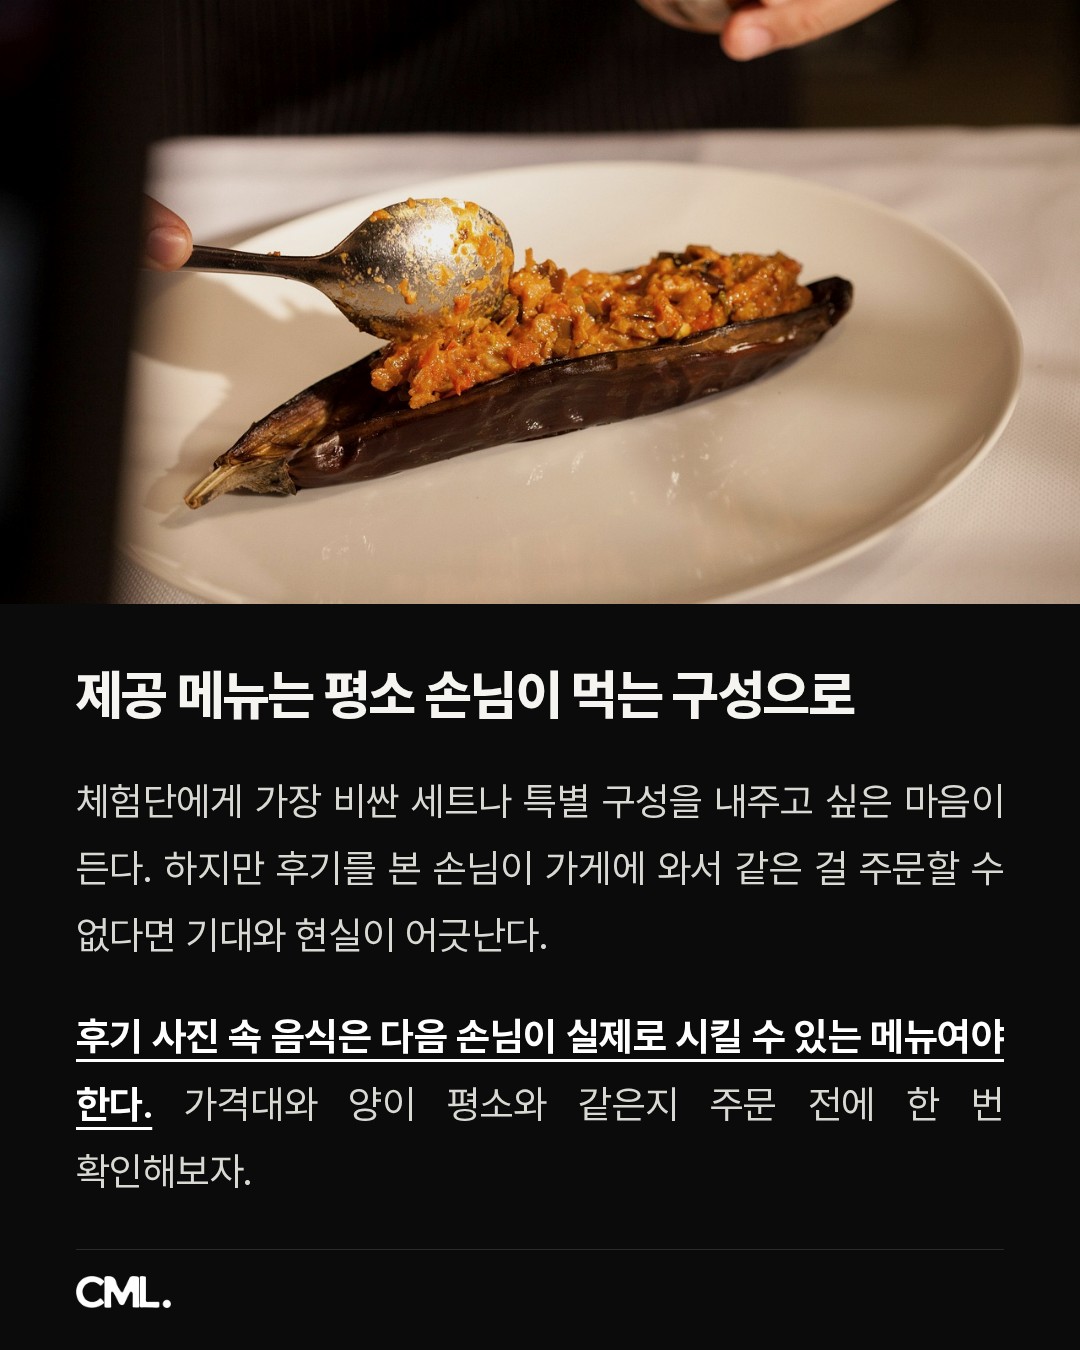 제공 메뉴는 평소 손님이 먹는 구성으로
체험단에게 가장 비싼 세트나 특별 구성을 내주고 싶은 마음이
든다. 하지만 후기를 본 손님이 가게에 와서 같은 걸 주문할 수
없다면 기대와 현실이 어긋난다.
후기 사진 속 음식은 다음 손님이 실제로 시킬 수 있는 메뉴여야
한다. 가격대와 양이 평소와 같은지 주문 전에 한 번
확인해보자.
CML.